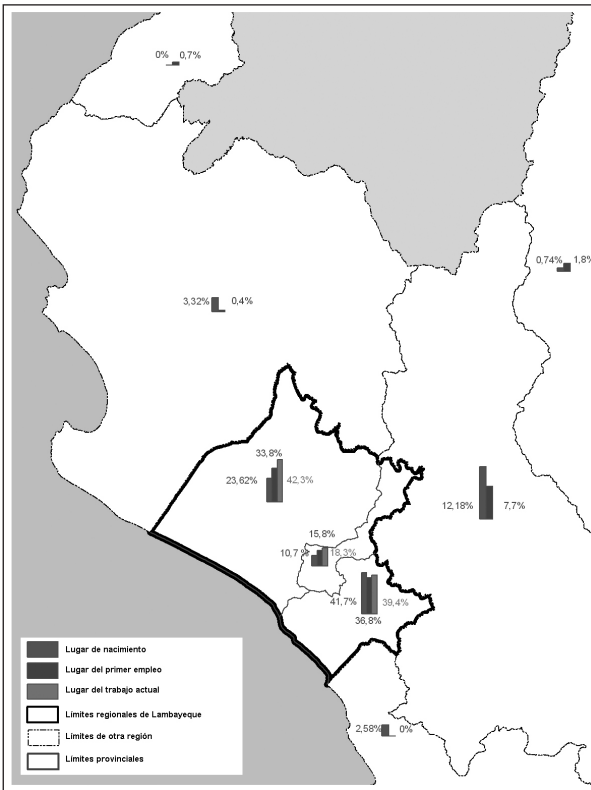 0% 0,7%
0,74% 1,8%
3,32% 0,4%
33,8%
23,62% 42,3%
12,18% 7,7%
15,8%
10,7 % 18,3%
41,7% 39,4%
36,8%
2,58% 0%
Lugar de nacimiento
Lugar del primer empleo
Lugar del trabajo actual
Límites regionales de Lambayeque
Límites de otra región
Límites provinciales